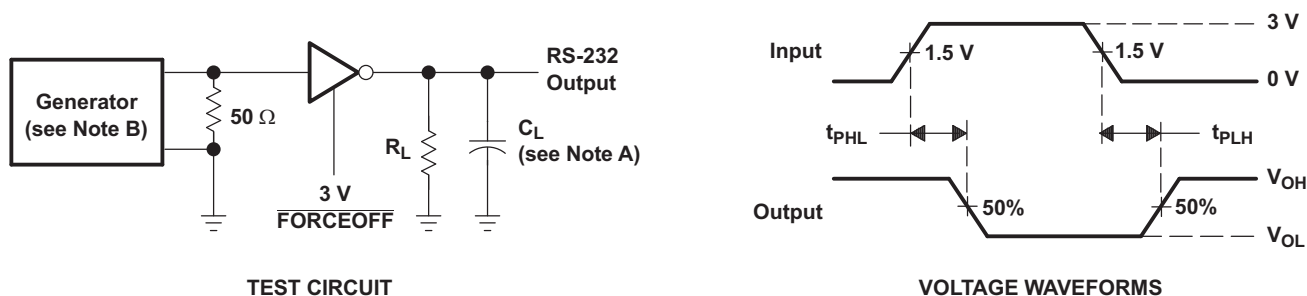 Generator
(see Note B)
50 Ω
3 V
FORCEOFF
R_L
C_L
(see Note A)
RS-232
Output
TEST CIRCUIT
Input
1.5 V
1.5 V
3 V
0 V
t_PHL
t_PLH
Output
50%
50%
V_OH
V_OL
VOLTAGE WAVEFORMS